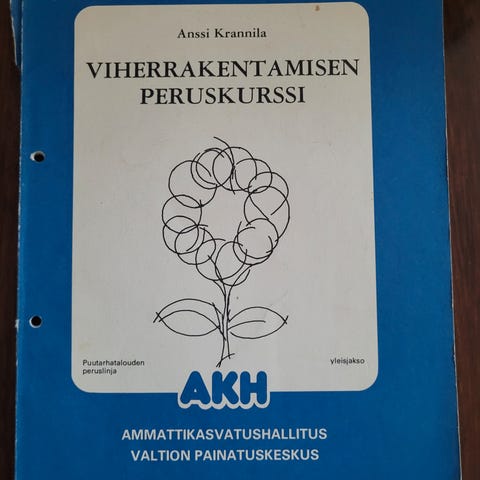 Anssi Krannila
VIHERRAKENTAMISEN
PERUSKURSSI
Puutarhatalouden
peruslinja
yleisjakso
AKH
AMMATTIKASVATUSHALLITUS
VALTION PAINATUSKESKUS